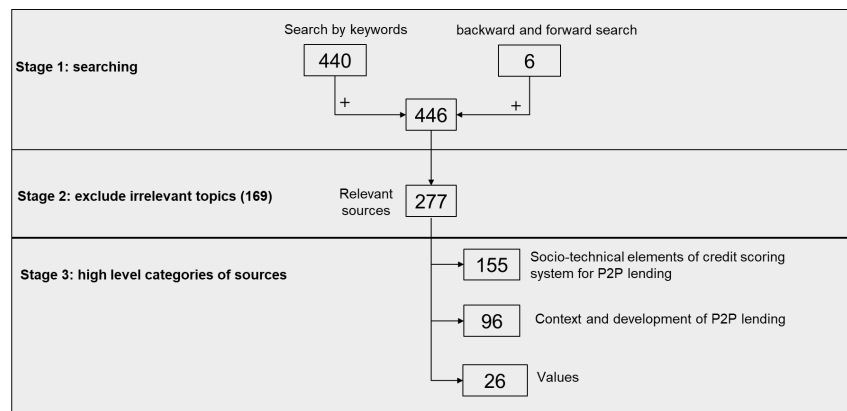 Search by keywords
backward and forward search
440
6
Stage 1: searching
+
+
446
Stage 2: exclude irrelevant topics (169)
Relevant
sources
277
Stage 3: high level categories of sources
155
Socio-technical elements of credit scoring
system for P2P lending
96
Context and development of P2P lending
26
Values